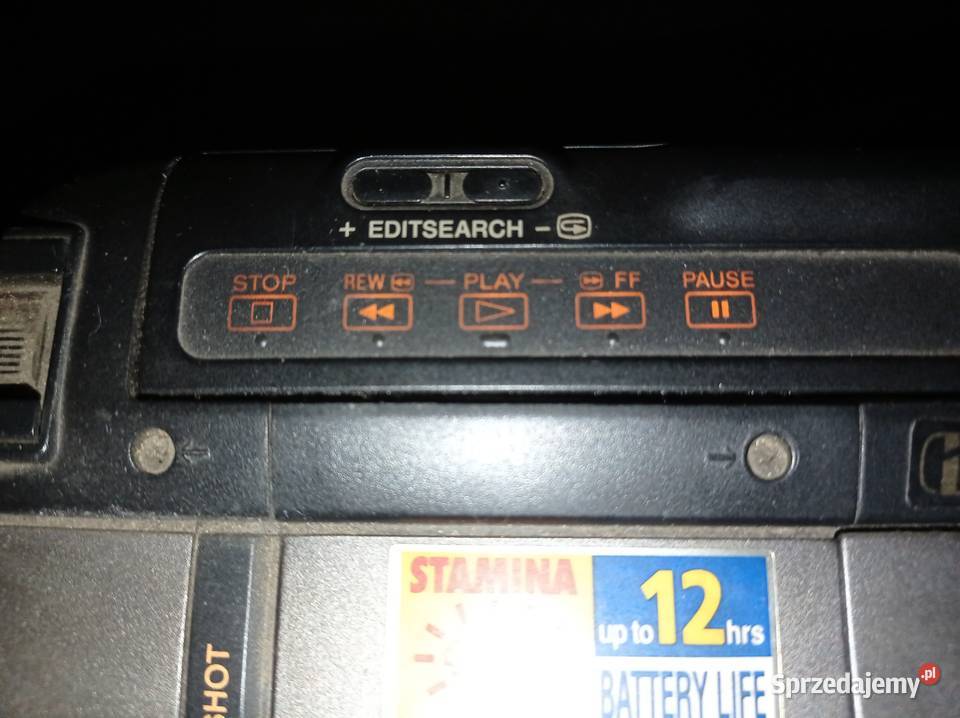 + EDITSEARCH -
STOP REW PLAY FF PAUSE
STAMINA
up to 12 hrs
BATTERY LIFE
SHOT
Sprzedajemy.pl